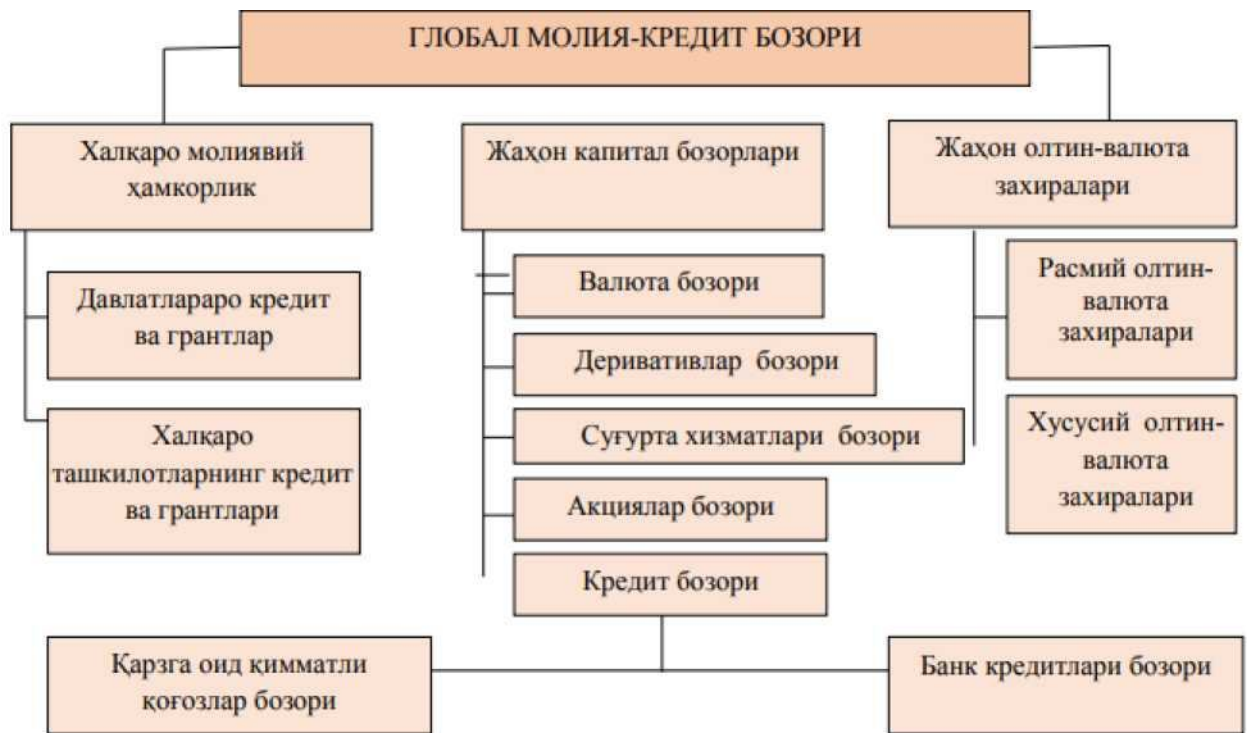 ГЛОБАЛ МОЛИЯ-КРЕДИТ БОЗОРИ
Халқаро молиявий
ҳамкорлик
Давлатлараро кредит
ва грантлар
Халқаро
ташкилотларнинг кредит
ва грантлари
Жаҳон капитал бозорлари
Валюта бозори
Деривативлар бозори
Суғурта хизматлари бозори
Акциялар бозори
Кредит бозори
Жаҳон олтин-валюта
захиралари
Расмий олтин-
валюта
захиралари
Хусусий олтин-
валюта
захиралари
Қарзга оид қимматли
қоғозлар бозори
Банк кредитлари бозори